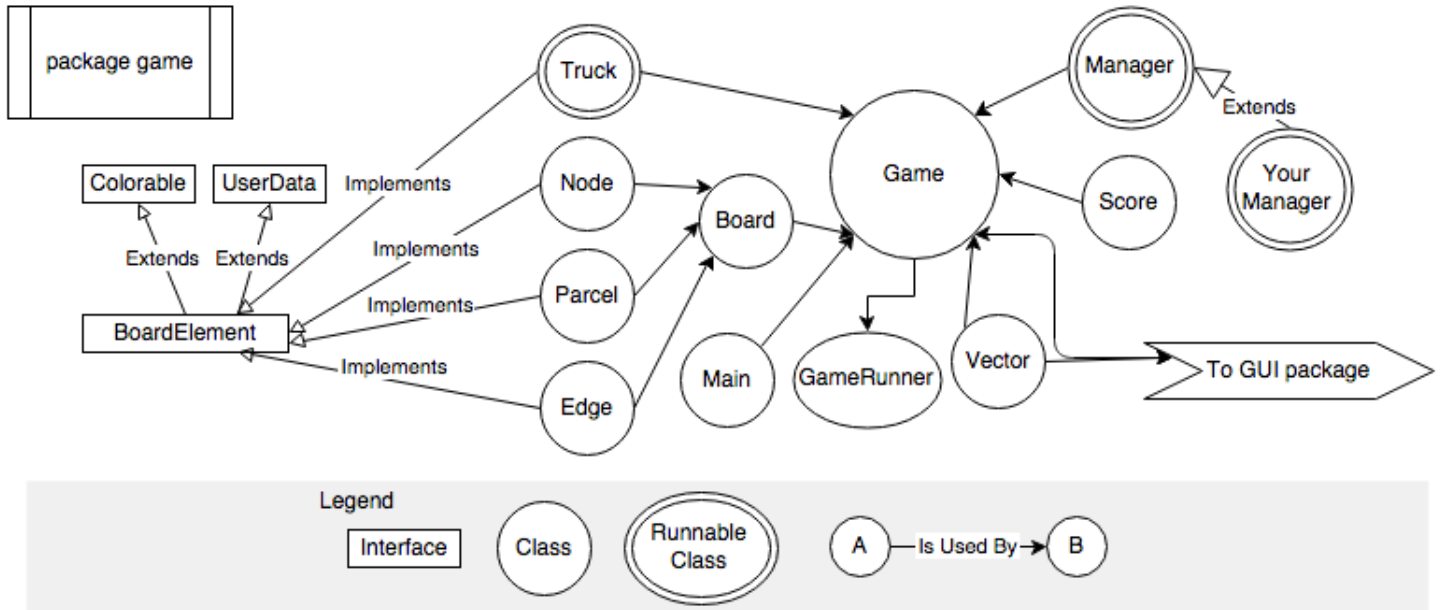 package game
Truck
Manager
Extends
Game
Colorable
UserData
Implements
Node
Board
Score
Your
Manager
Extends
Extends
Implements
Parcel
Implements
BoardElement
Implements
Main
GameRunner
Vector
To GUI package
Edge
Legend
Interface
Class
Runnable
Class
A
Is Used By
B